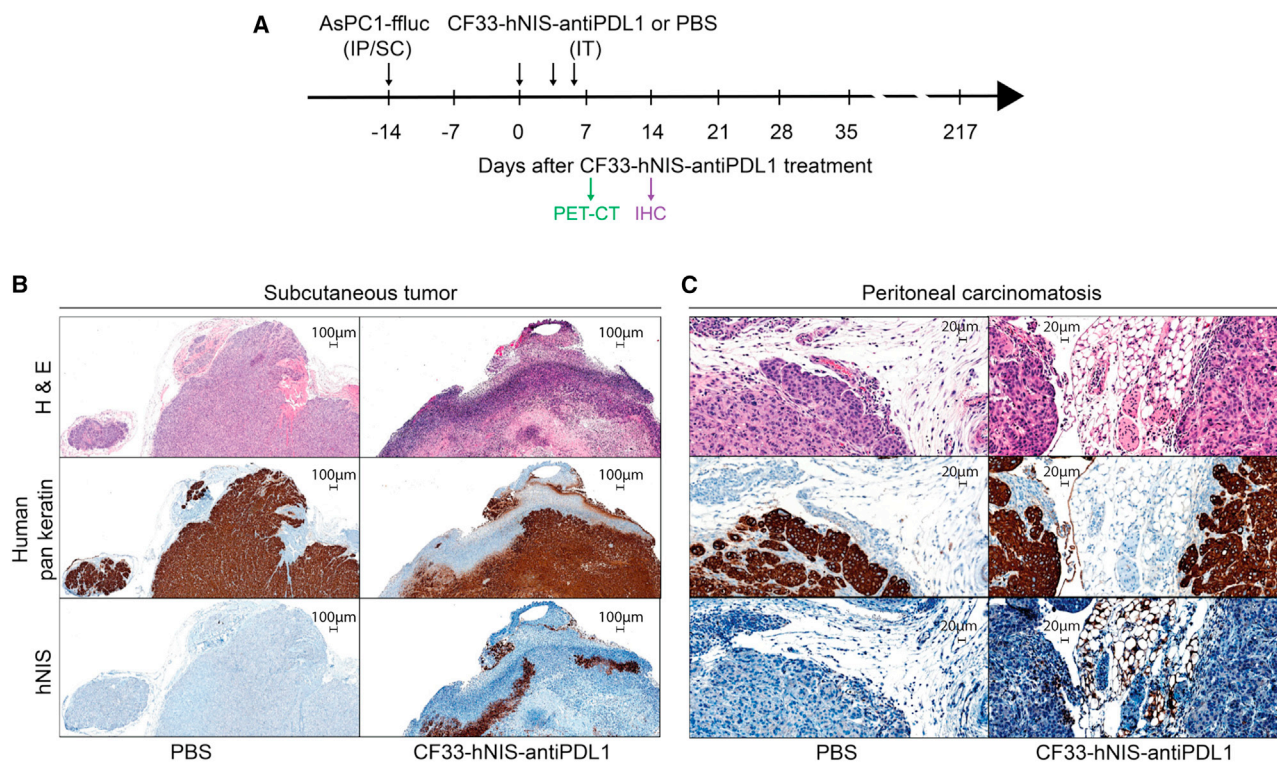 A
AsPC1-ffluc
(IP/SC)
CF33-hNIS-antiPDL1 or PBS
(IT)
-14 -7 0 7 14 21 28 35 217
Days after CF33-hNIS-antiPDL1 treatment
PET-CT IHC
B
Subcutaneous tumor
H & E
100µm
100µm
Human
pan keratin
100µm
100µm
hNIS
100µm
100µm
PBS
CF33-hNIS-antiPDL1
C
Peritoneal carcinomatosis
20µm
20µm
20µm
20µm
20µm
20µm
PBS
CF33-hNIS-antiPDL1